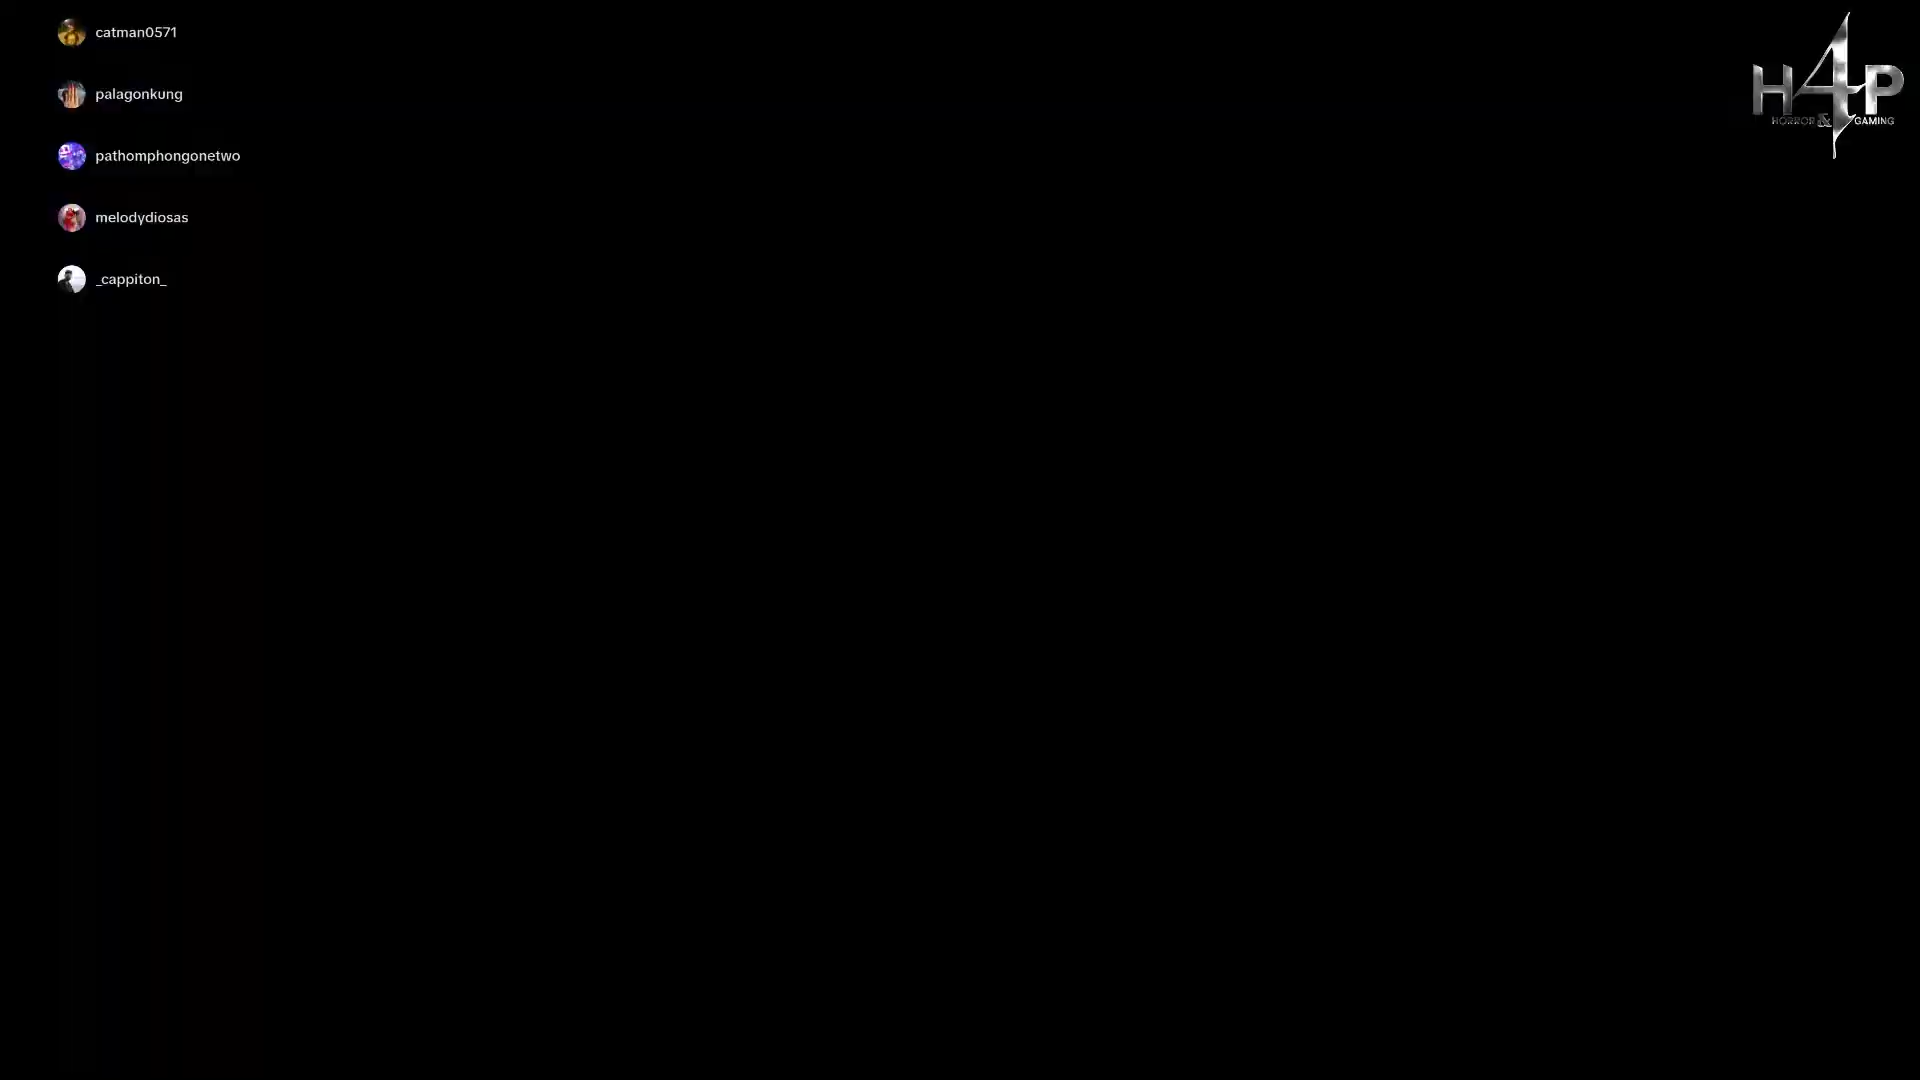 catman0571
palagonkung
pathomphongonetwo
melodydiosas
_cappiton_
H4P
HORROR & GAMING